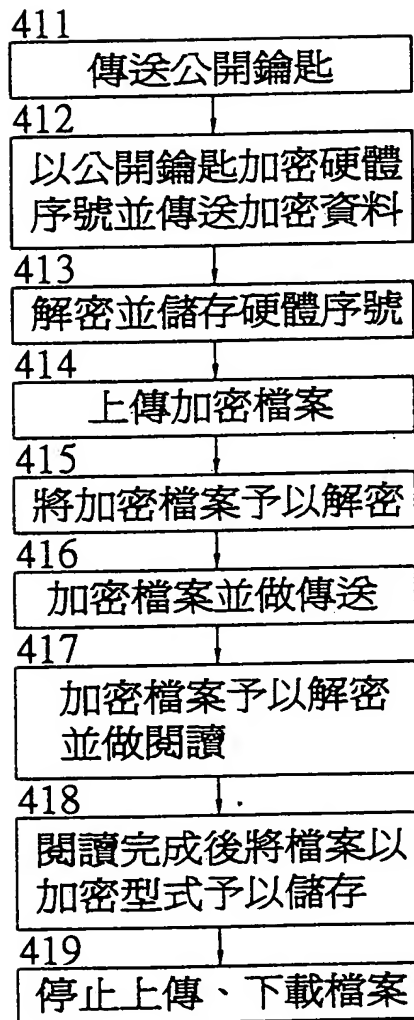 411
傳送公開鑰匙
412
以公開鑰匙加密硬體
序號並傳送加密資料
413
解密並儲存硬體序號
414
上傳加密檔案
415
將加密檔案予以解密
416
加密檔案並做傳送
417
加密檔案予以解密
並做閱讀
418
閱讀完成後將檔案以
加密型式予以儲存
419
停止上傳、下載檔案